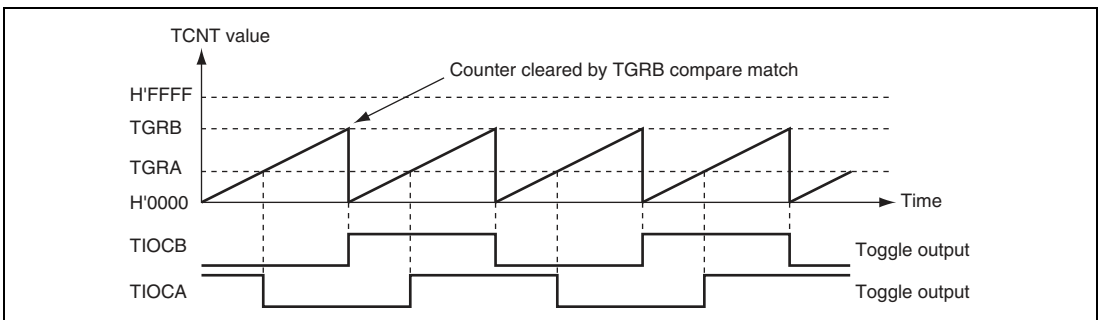 TCNT value
Counter cleared by TGRB compare match
H'FFFF
TGRB
TGRA
H'0000
Time
TIOCB
Toggle output
TIOCA
Toggle output